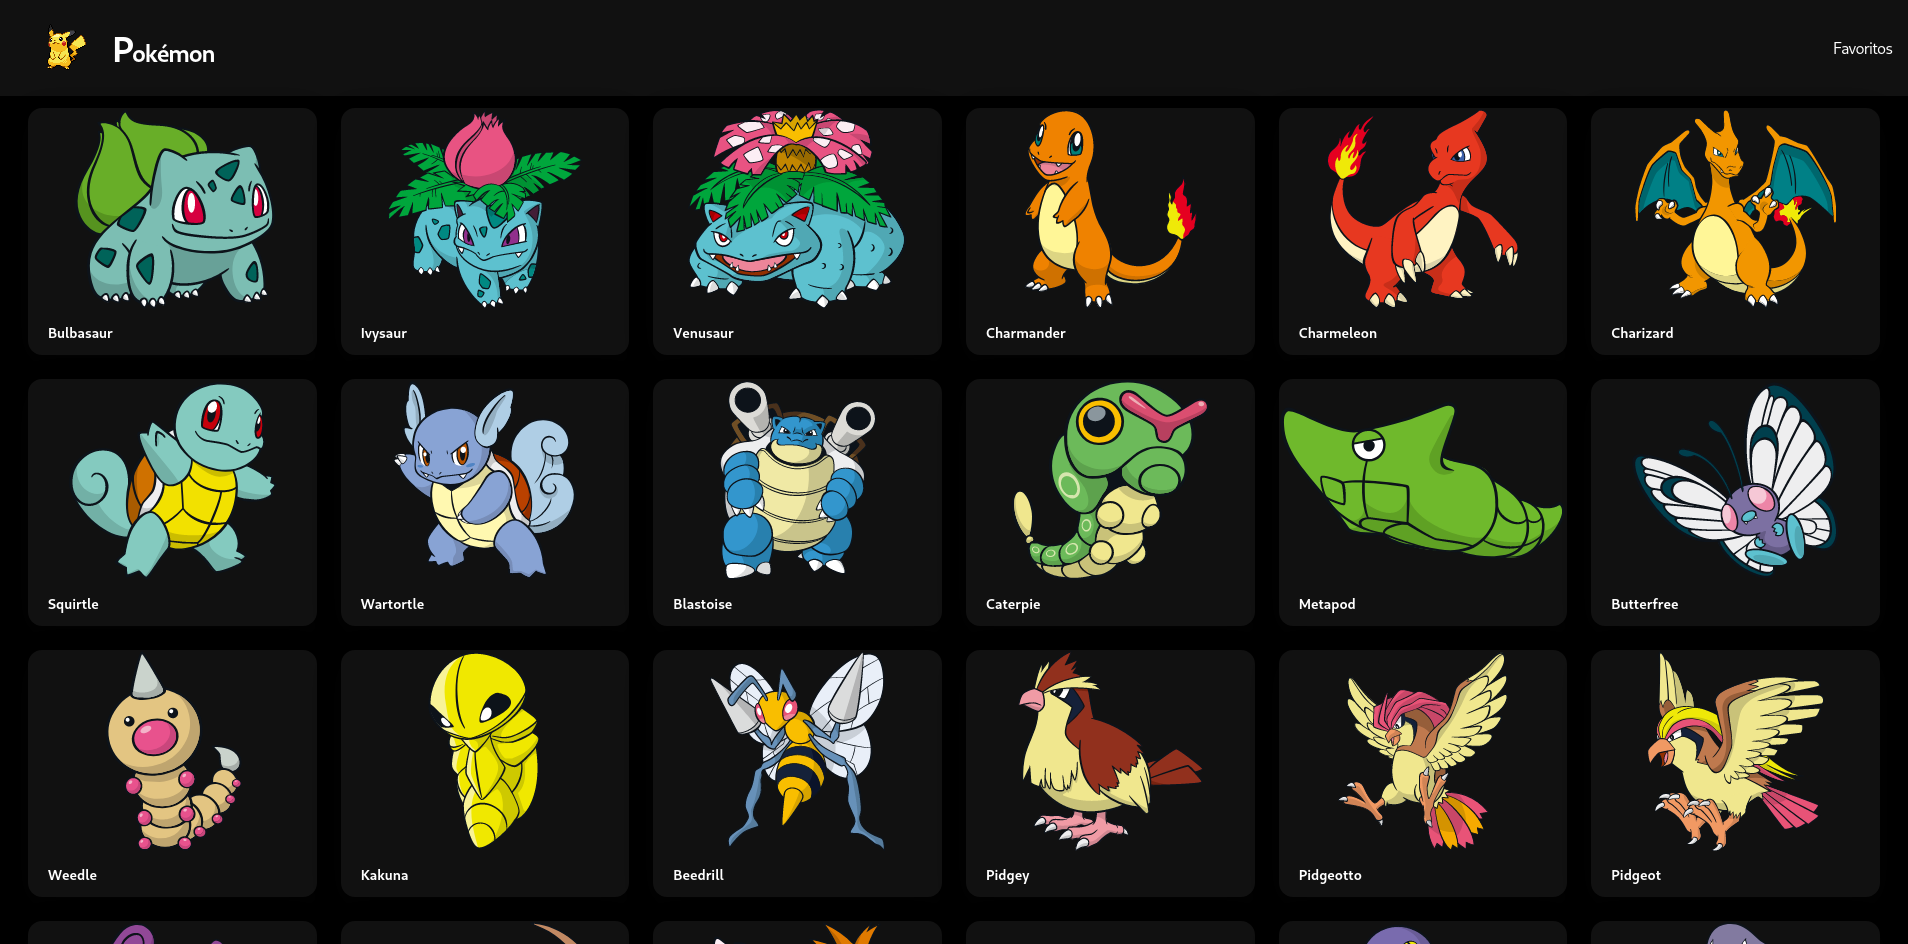 Pokémon
Favoritos
Bulbasaur
Ivysaur
Venusaur
Charmander
Charmeleon
Charizard
Squirtle
Wartortle
Blastoise
Caterpie
Metapod
Butterfree
Weedle
Kakuna
Beedrill
Pidgey
Pidgeotto
Pidgeot